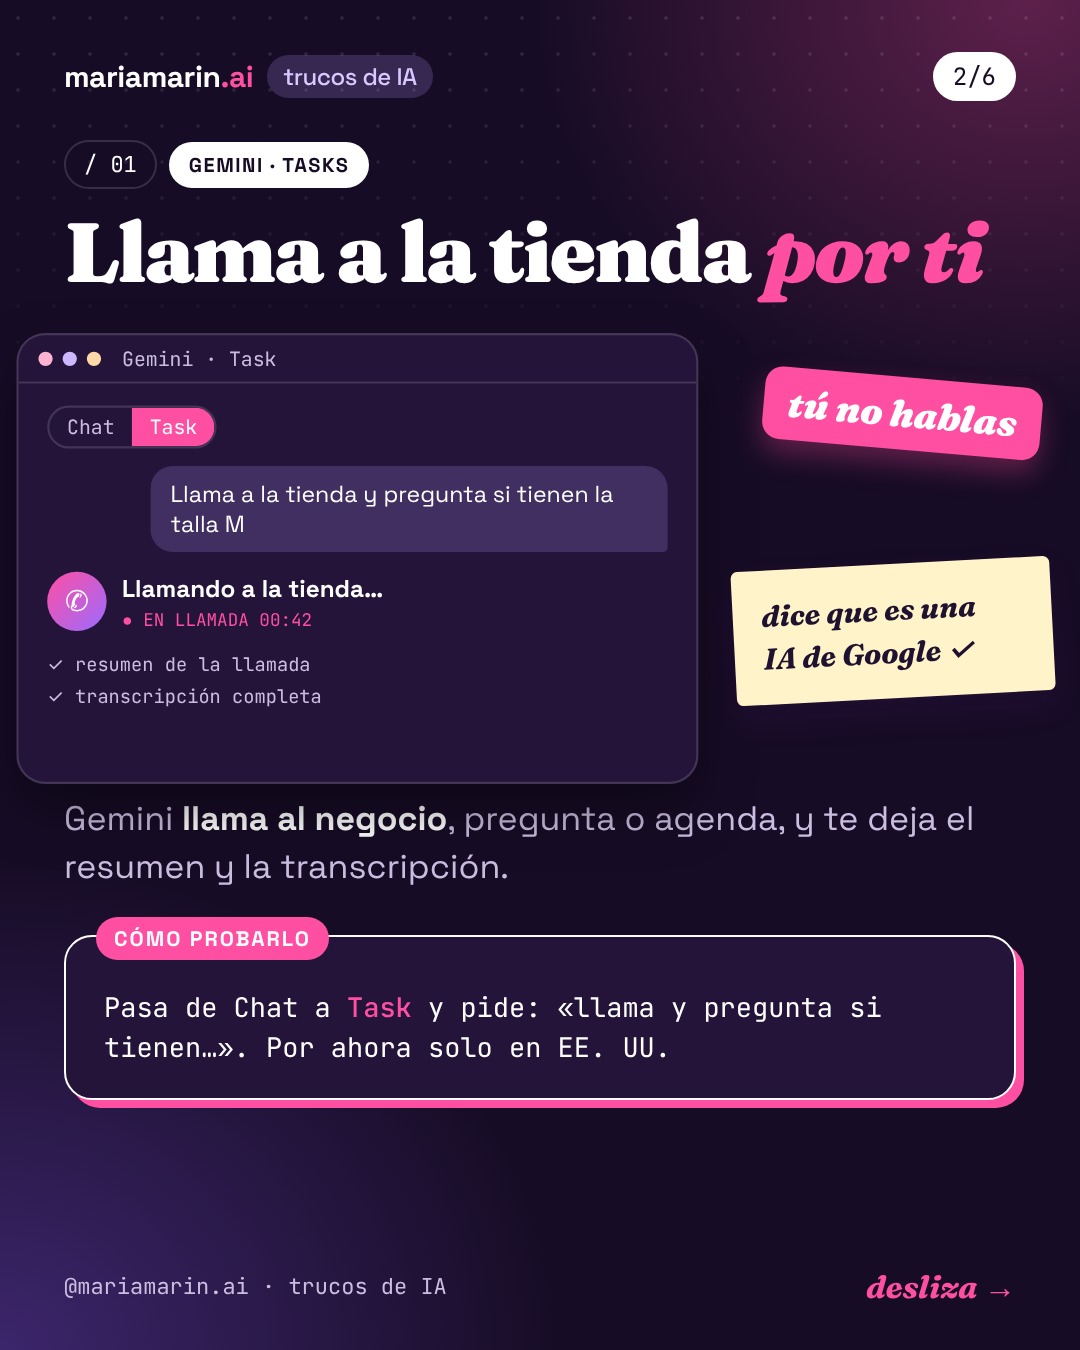 mariamarin.ai trucos de IA 2/6
/ 01 GEMINI · TASKS
Llama a la tienda por ti
Gemini · Task
Chat Task
tú no hablas
Llama a la tienda y pregunta si tienen la
talla M
Llamando a la tienda…
● EN LLAMADA 00:42
✓ resumen de la llamada
✓ transcripción completa
dice que es una
IA de Google ✓
Gemini llama al negocio, pregunta o agenda, y te deja el
resumen y la transcripción.
CÓMO PROBARLO
Pasa de Chat a Task y pide: «llama y pregunta si
tienen…». Por ahora solo en EE. UU.
@mariamarin.ai · trucos de IA
desliza →